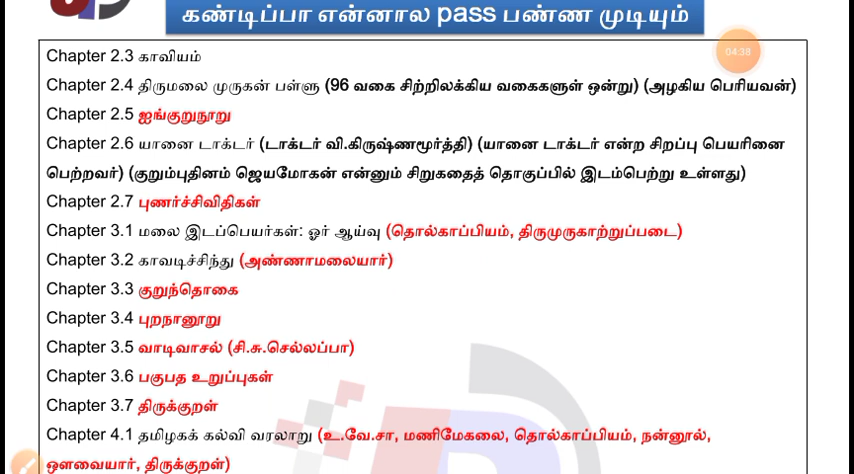 கண்டிப்பா என்னால pass பண்ண முடியும்
04:38
Chapter 2.3 காவியம்
Chapter 2.4 திருமலை முருகன் பள்ளு (96 வகை சிற்றிலக்கிய வகைகளுள் ஒன்று) (அழகிய பெரியவன்)
Chapter 2.5 ஐங்குறுநூறு
Chapter 2.6 யானை டாக்டர் (டாக்டர் வி.கிருஷ்ணமூர்த்தி) (யானை டாக்டர் என்ற சிறப்பு பெயரினை
பெற்றவர்) (குறும்புதினம் ஜெயமோகன் என்னும் சிறுகதைத் தொகுப்பில் இடம்பெற்று உள்ளது)
Chapter 2.7 புணர்ச்சிவிதிகள்
Chapter 3.1 மலை இடப்பெயர்கள்: ஓர் ஆய்வு (தொல்காப்பியம், திருமுருகாற்றுப்படை)
Chapter 3.2 காவடிச்சிந்து (அண்ணாமலையார்)
Chapter 3.3 குறுந்தொகை
Chapter 3.4 புறநானூறு
Chapter 3.5 வாடிவாசல் (சி.சு.செல்லப்பா)
Chapter 3.6 பகுபத உறுப்புகள்
Chapter 3.7 திருக்குறள்
Chapter 4.1 தமிழகக் கல்வி வரலாறு (உ.வே.சா, மணிமேகலை, தொல்காப்பியம், நன்னூல்,
ஔவையார், திருக்குறள்)